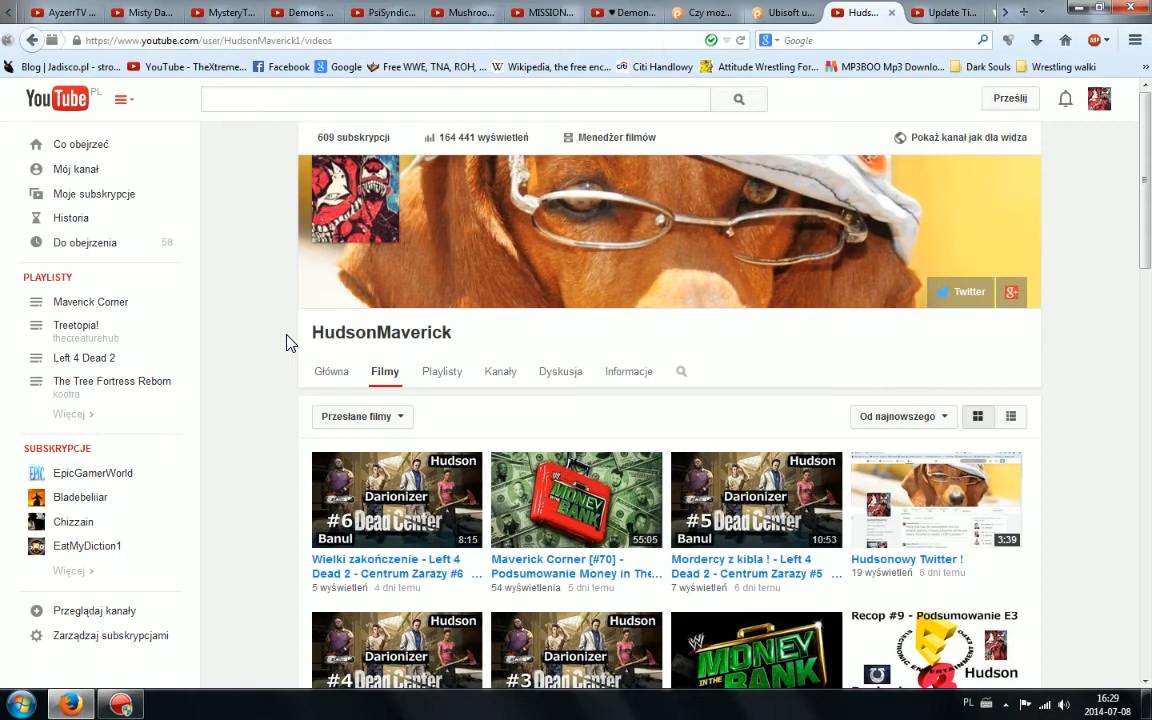 AyzerrTV ...
Misty Da...
MysteryT...
Demons ...
PsiSyndic...
Mushroo...
MISSION...
♥ Demon...
Czy moż...
Ubisoft u...
Huds...
Update Ti...
https://www.youtube.com/user/HudsonMaverick1/videos
Google
Blog | Jadisco.pl - stro...
YouTube - TheXtreme...
Facebook
Google
Free WWE, TNA, ROH, ...
Wikipedia, the free enc...
Citi Handlowy
Attitude Wrestling For...
MP3BOO Mp3 Downlo...
Dark Souls
Wrestling walki
YouTube PL
Prześlij
Co obejrzeć
Mój kanał
Moje subskrypcje
Historia
Do obejrzenia 58
PLAYLISTY
Maverick Corner
Treetopia!
thecreaturehub
Left 4 Dead 2
The Tree Fortress Reborn
kootra
Więcej ›
SUBSKRYPCJE
EPIC
EpicGamerWorld
Bladebeliiar
Chizzain
EatMyDiction1
Więcej ›
Przeglądaj kanały
Zarządzaj subskrypcjami
609 subskrypcji
164 441 wyświetleń
Menedżer filmów
Pokaż kanał jak dla widza
Twitter
g+
HudsonMaverick
Główna
Filmy
Playlisty
Kanały
Dyskusja
Informacje
Przesłane filmy
Od najnowszego
Hudson
Darionizer
#6 Dead Center
Banul
8:15
Wielki zakończenie - Left 4
Dead 2 - Centrum Zarazy #6 ...
5 wyświetleń 4 dni temu
MONEY
IN THE
BANK
55:05
Maverick Corner [#70] -
Podsumowanie Money in The...
54 wyświetlenia 5 dni temu
Hudson
Darionizer
#5 Dead Center
Banul
10:53
Mordercy z kibla ! - Left 4
Dead 2 - Centrum Zarazy #5 ...
7 wyświetleń 6 dni temu
3:39
Hudsonowy Twitter !
19 wyświetleń 6 dni temu
Hudson
Darionizer
#4 Dead Center
Hudson
Darionizer
#3 Dead Center
MONEY
IN THE
BANK
Recop #9 - Podsumowanie E3
Hudson
PL
16:29
2014-07-08